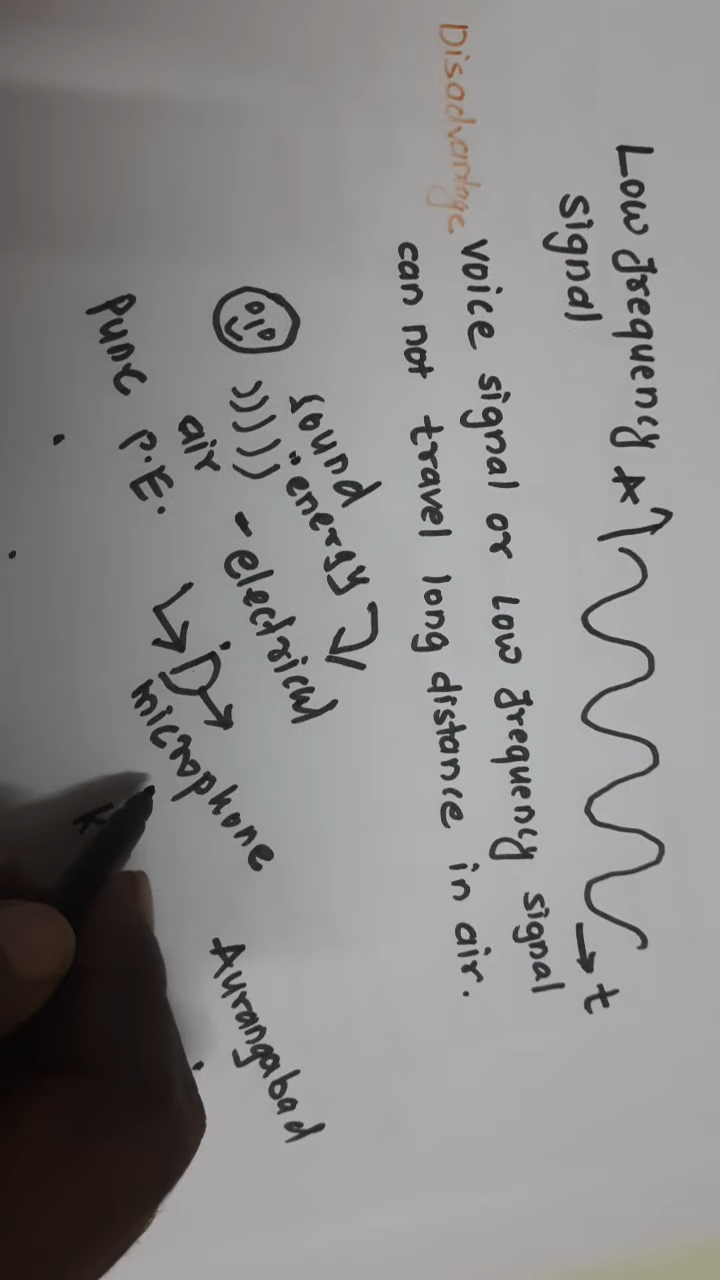 Low frequency
signal
A
t
Disadvantage
voice signal or Low frequency signal
can not travel long distance in air.
sound
"energy
air - electrical
Pune P.E.
microphone
Aurangabad
K